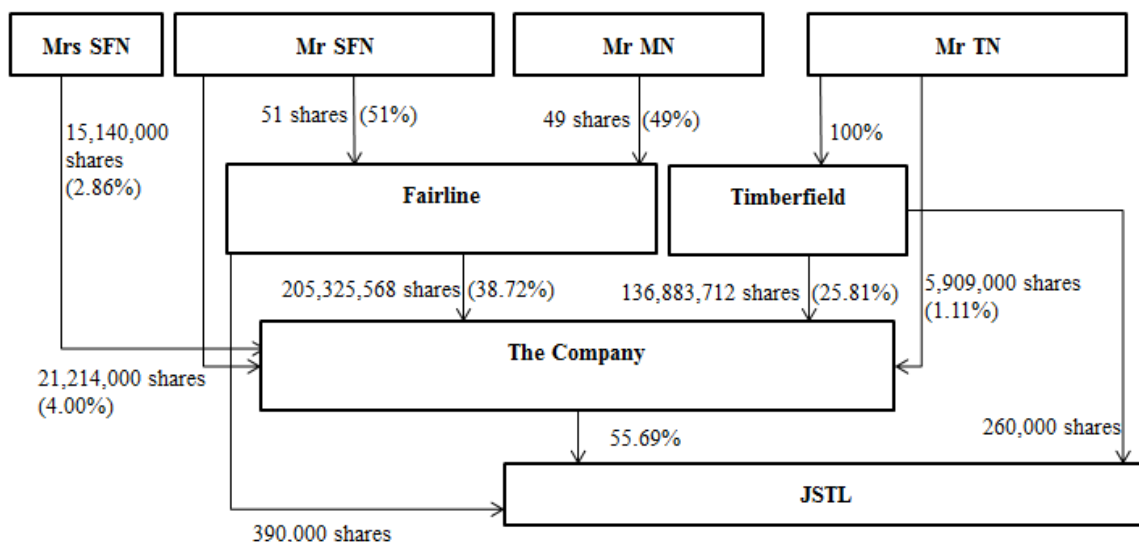 Mrs SFN
Mr SFN
Mr MN
Mr TN
51 shares (51%)
49 shares (49%)
100%
15,140,000
shares
(2.86%)
Fairline
Timberfield
205,325,568 shares (38.72%)
136,883,712 shares (25.81%)
5,909,000 shares
(1.11%)
The Company
21,214,000 shares
(4.00%)
55.69%
260,000 shares
JSTL
390.000 shares